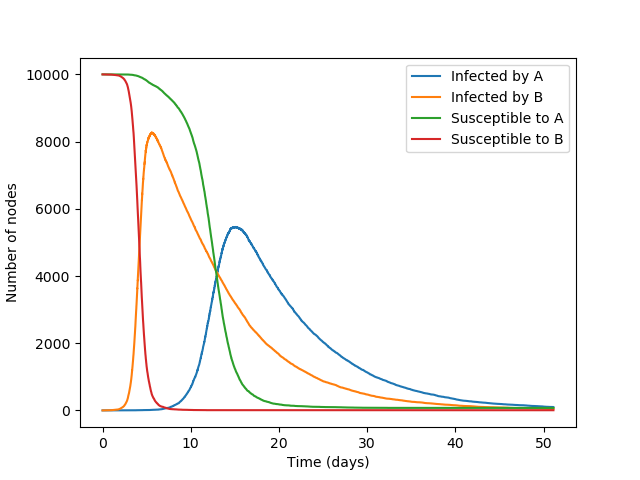 10000
8000
6000
4000
2000
0
Number of nodes
0 10 20 30 40 50
Time (days)
Infected by A
Infected by B
Susceptible to A
Susceptible to B